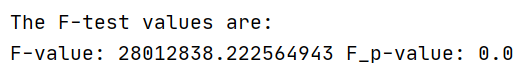 The F-test values are:
F-value: 28012838.222564943 F_p-value: 0.0